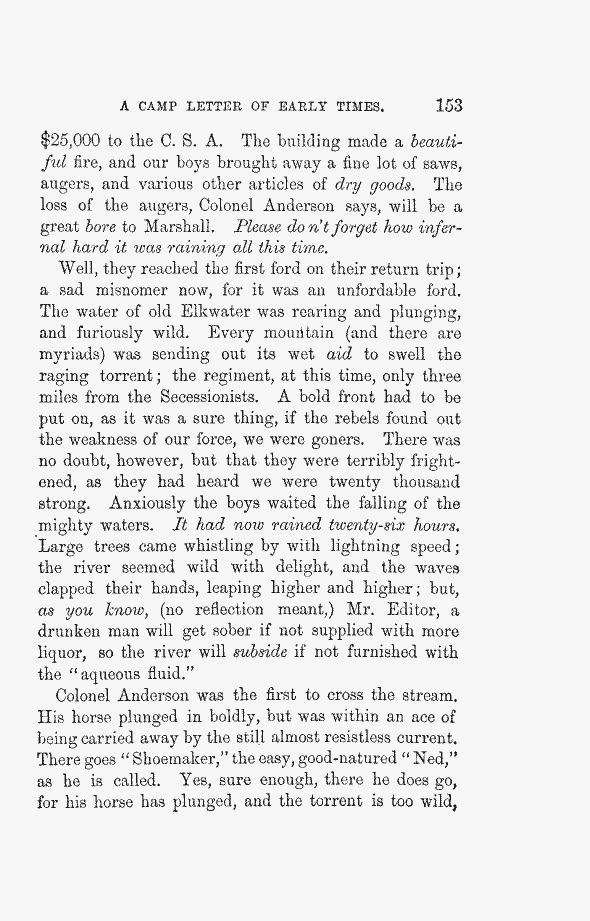 A CAMP LETTER OF EARLY TIMES. 153
$25,000 to the C. S. A. The building made a beauti-
ful fire, and our boys brought away a fine lot of saws,
augers, and various other articles of dry goods. The
loss of the augers, Colonel Anderson says, will be a
great bore to Marshall. Please don't forget how infer-
nal hard it was raining all this time.
Well, they reached the first ford on their return trip;
a sad misnomer now, for it was an unfordable ford.
The water of old Elkwater was rearing and plunging,
and furiously wild. Every mountain (and there are
myriads) was sending out its wet aid to swell the
raging torrent; the regiment, at this time, only three
miles from the Secessionists. A bold front had to be
put on, as it was a sure thing, if the rebels found out
the weakness of our force, we were goners. There was
no doubt, however, but that they were terribly fright-
ened, as they had heard we were twenty thousand
strong. Anxiously the boys waited the falling of the
mighty waters. It had now rained twenty-six hours.
Large trees came whistling by with lightning speed;
the river seemed wild with delight, and the waves
clapped their hands, leaping higher and higher; but,
as you know, (no reflection meant,) Mr. Editor, a
drunken man will get sober if not supplied with more
liquor, so the river will subside if not furnished with
the "aqueous fluid."
Colonel Anderson was the first to cross the stream.
His horse plunged in boldly, but was within an ace of
being carried away by the still almost resistless current.
There goes "Shoemaker," the easy, good-natured "Ned,"
as he is called. Yes, sure enough, there he does go,
for his horse has plunged, and the torrent is too wild,